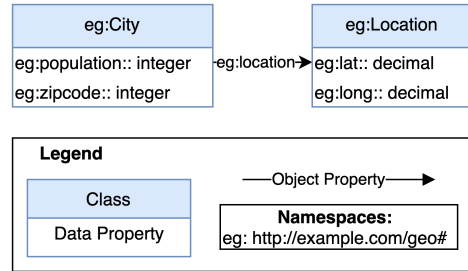 eg:City
eg:population:: integer
eg:zipcode:: integer
eg:location
eg:Location
eg:lat:: decimal
eg:long:: decimal
Legend
Class
Data Property
Object Property
Namespaces:
eg: http://example.com/geo#